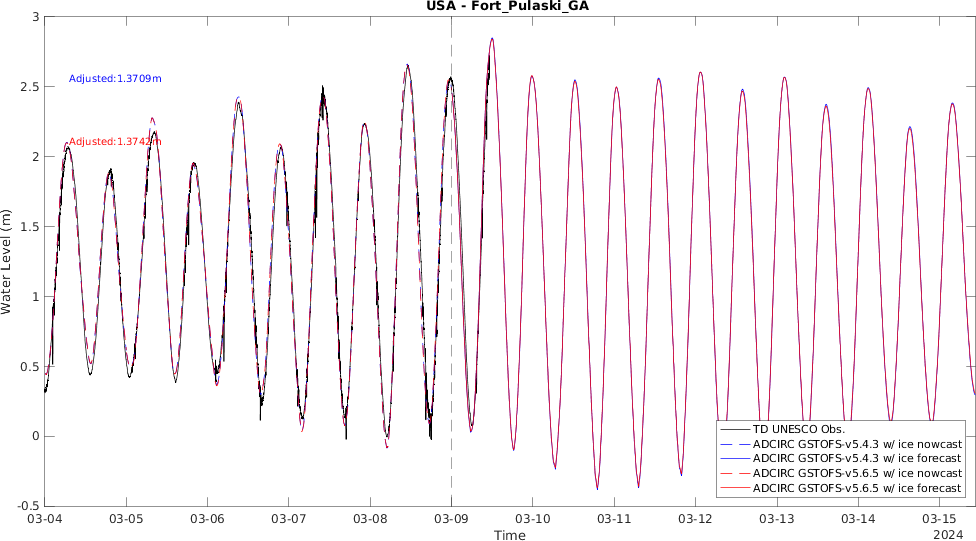 USA - Fort_Pulaski_GA
3
2.5
2
1.5
1
0.5
0
-0.5
Water Level (m)
Adjusted:1.3709m
Adjusted:1.3742m
TD UNESCO Obs.
ADCIRC GSTOFS-v5.4.3 w/ ice nowcast
ADCIRC GSTOFS-v5.4.3 w/ ice forecast
ADCIRC GSTOFS-v5.6.5 w/ ice nowcast
ADCIRC GSTOFS-v5.6.5 w/ ice forecast
03-04 03-05 03-06 03-07 03-08 03-09 03-10 03-11 03-12 03-13 03-14 03-15
Time
2024